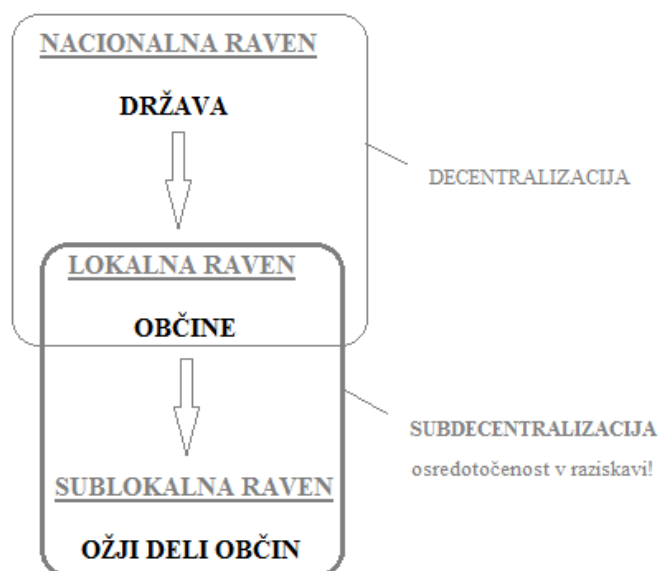 NACIONALNA RAVEN
DRŽAVA
DECENTRALIZACIJA
LOKALNA RAVEN
OBČINE
SUBDECENTRALIZACIJA
osredotočenost v raziskavi!
SUBLOKALNA RAVEN
OŽJI DELI OBČIN